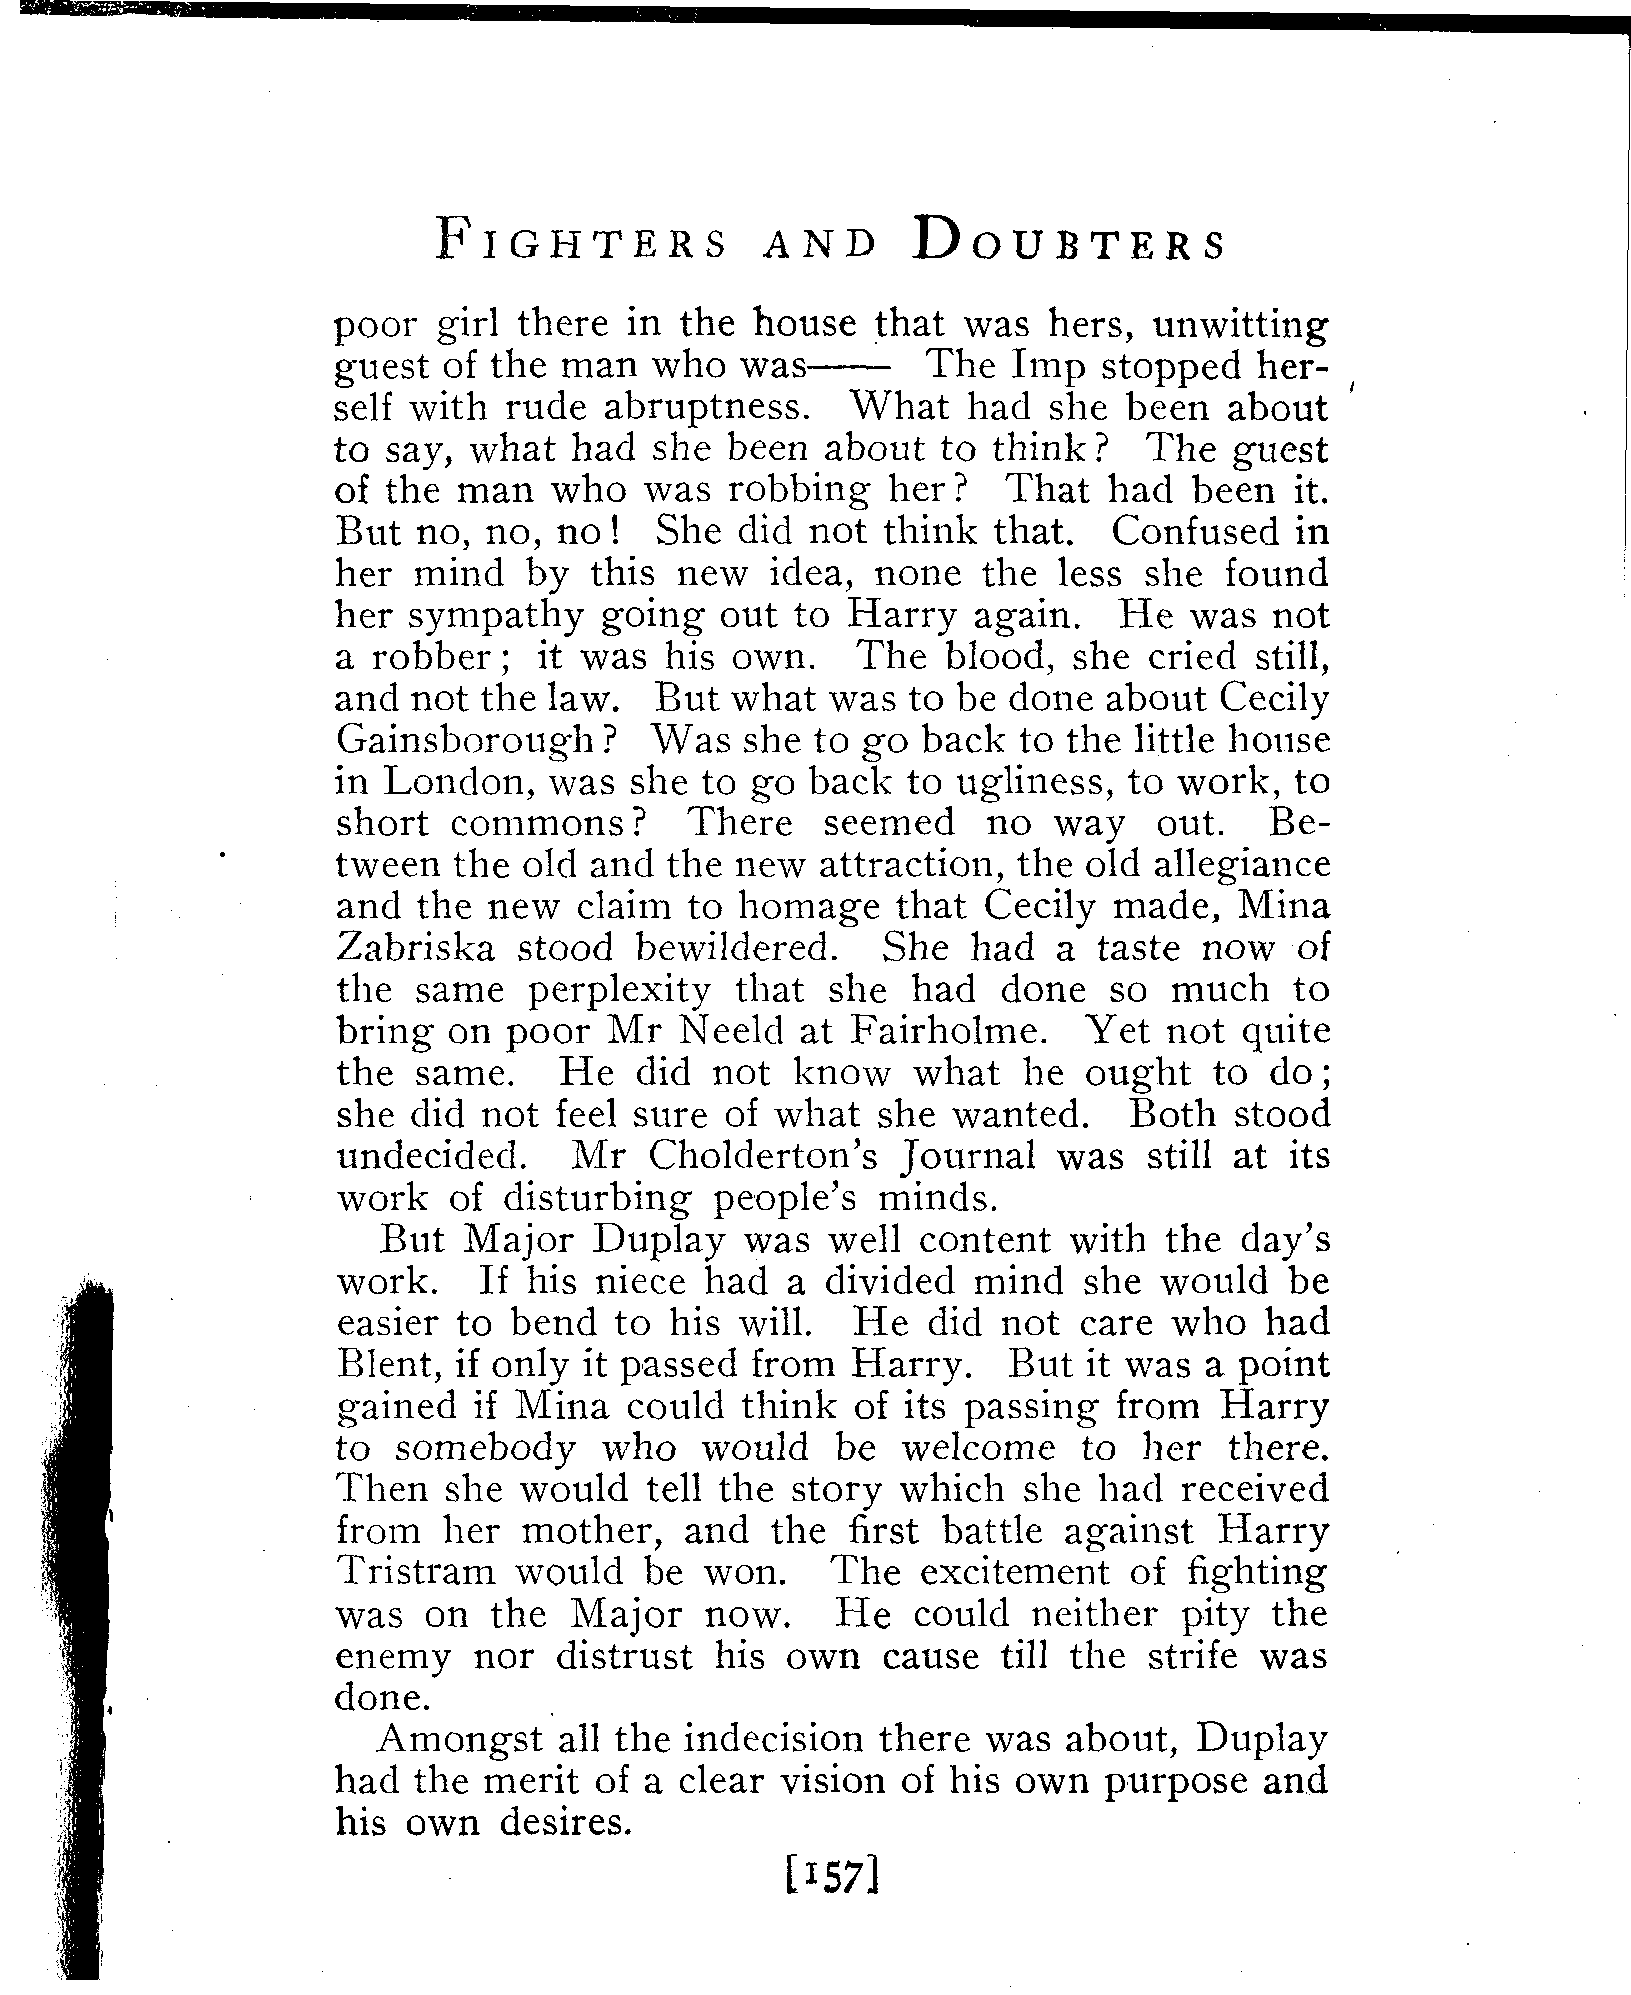 FIGHTERS AND DOUBTERS
poor girl there in the house that was hers, unwitting
guest of the man who was—— The Imp stopped her-
self with rude abruptness. What had she been about
to say, what had she been about to think? The guest
of the man who was robbing her? That had been it.
But no, no, no! She did not think that. Confused in
her mind by this new idea, none the less she found
her sympathy going out to Harry again. He was not
a robber; it was his own. The blood, she cried still,
and not the law. But what was to be done about Cecily
Gainsborough? Was she to go back to the little house
in London, was she to go back to ugliness, to work, to
short commons? There seemed no way out. Be-
tween the old and the new attraction, the old allegiance
and the new claim to homage that Cecily made, Mina
Zabriska stood bewildered. She had a taste now of
the same perplexity that she had done so much to
bring on poor Mr Neeld at Fairholme. Yet not quite
the same. He did not know what he ought to do;
she did not feel sure of what she wanted. Both stood
undecided. Mr Cholderton's Journal was still at its
work of disturbing people's minds.
But Major Duplay was well content with the day's
work. If his niece had a divided mind she would be
easier to bend to his will. He did not care who had
Blent, if only it passed from Harry. But it was a point
gained if Mina could think of its passing from Harry
to somebody who would be welcome to her there.
Then she would tell the story which she had received
from her mother, and the first battle against Harry
Tristram would be won. The excitement of fighting
was on the Major now. He could neither pity the
enemy nor distrust his own cause till the strife was
done.
Amongst all the indecision there was about, Duplay
had the merit of a clear vision of his own purpose and
his own desires.
[157]